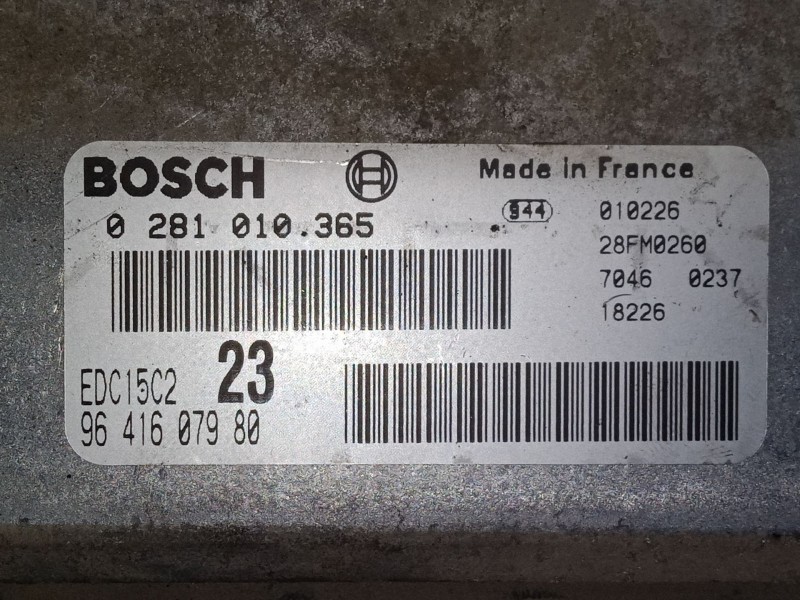 BOSCH
Made in France
0 281 010.365
944 010226
28FM0260
7046 0237
18226
EDC15C2 23
96 416 079 80